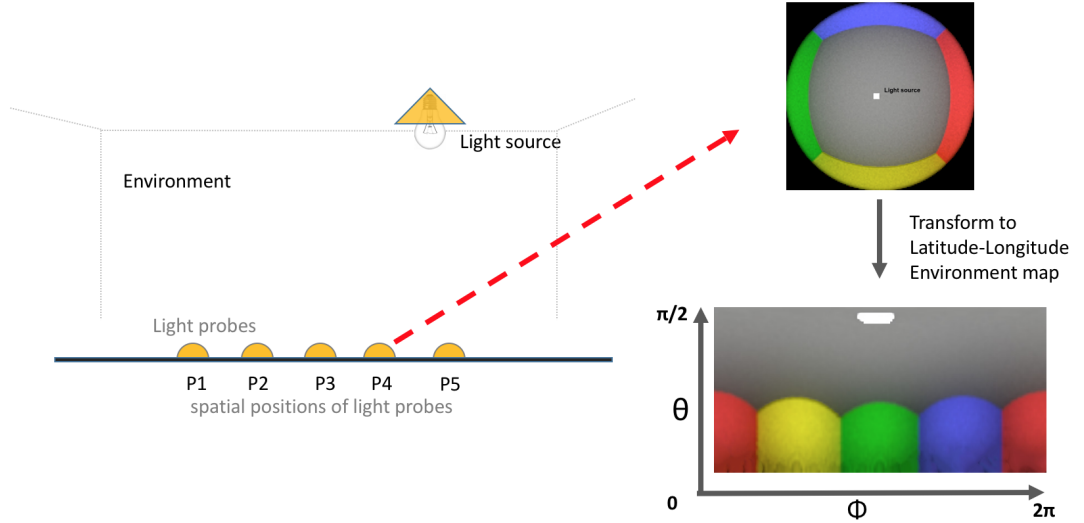 Light source
Environment
Light probes
P1 P2 P3 P4 P5
spatial positions of light probes
Light source
Transform to
Latitude-Longitude
Environment map
π/2
θ
0
Φ
2π